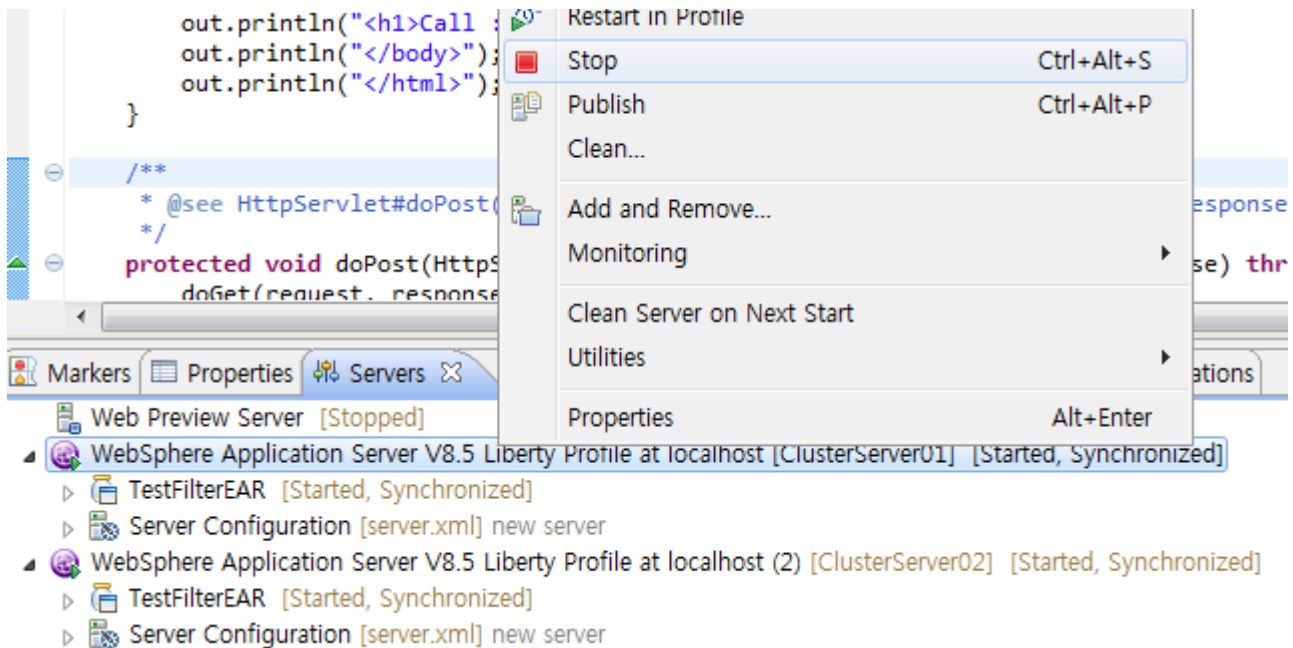 out.println("<h1>Call
out.println("</body>");
out.println("</html>");
}
/**
* @see HttpServlet#doPost(
esponse
*/
protected void doPost(HttpS
se) thr
doGet(request, response
Restart in Profile
Stop Ctrl+Alt+S
Publish Ctrl+Alt+P
Clean...
Add and Remove...
Monitoring
Clean Server on Next Start
Utilities
Properties Alt+Enter
Markers Properties Servers ations
Web Preview Server [Stopped]
WebSphere Application Server V8.5 Liberty Profile at localhost [ClusterServer01] [Started, Synchronized]
TestFilterEAR [Started, Synchronized]
Server Configuration [server.xml] new server
WebSphere Application Server V8.5 Liberty Profile at localhost (2) [ClusterServer02] [Started, Synchronized]
TestFilterEAR [Started, Synchronized]
Server Configuration [server.xml] new server